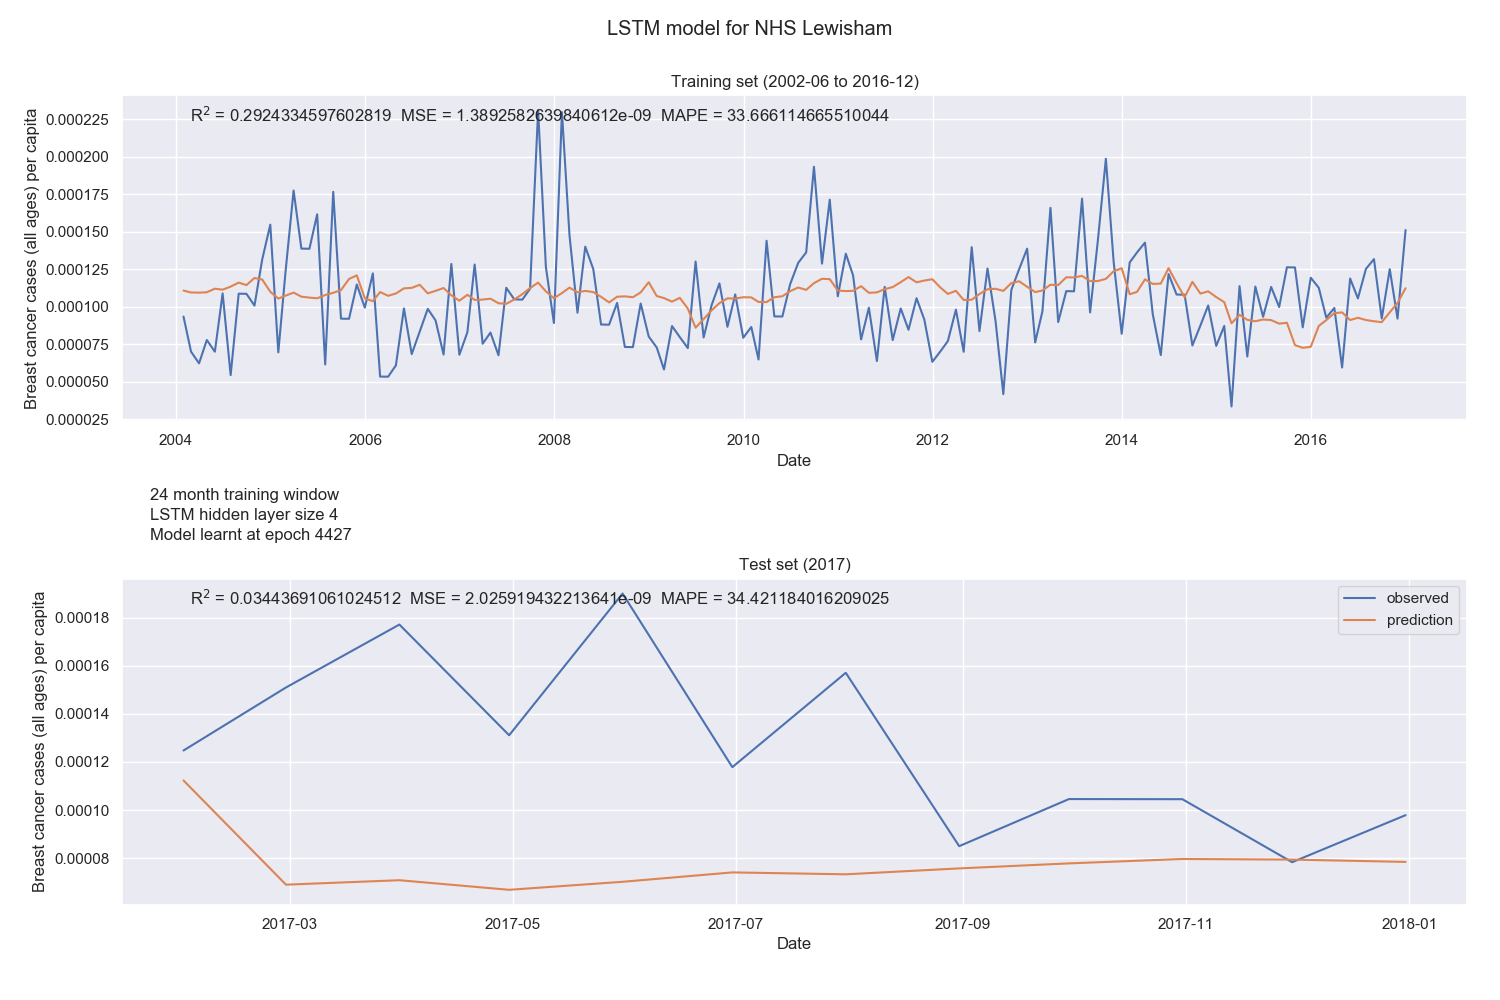 LSTM model for NHS Lewisham
Training set (2002-06 to 2016-12)
R² = 0.2924334597602819 MSE = 1.3892582639840612e-09 MAPE = 33.666114665510044
Breast cancer cases (all ages) per capita
0.000225
0.000200
0.000175
0.000150
0.000125
0.000100
0.000075
0.000050
0.000025
2004 2006 2008 2010 2012 2014 2016
Date
24 month training window
LSTM hidden layer size 4
Model learnt at epoch 4427
Test set (2017)
R² = 0.03443691061024512 MSE = 2.0259194322213641e-09 MAPE = 34.421184016209025
observed
prediction
Breast cancer cases (all ages) per capita
0.00018
0.00016
0.00014
0.00012
0.00010
0.00008
2017-03 2017-05 2017-07 2017-09 2017-11 2018-01
Date